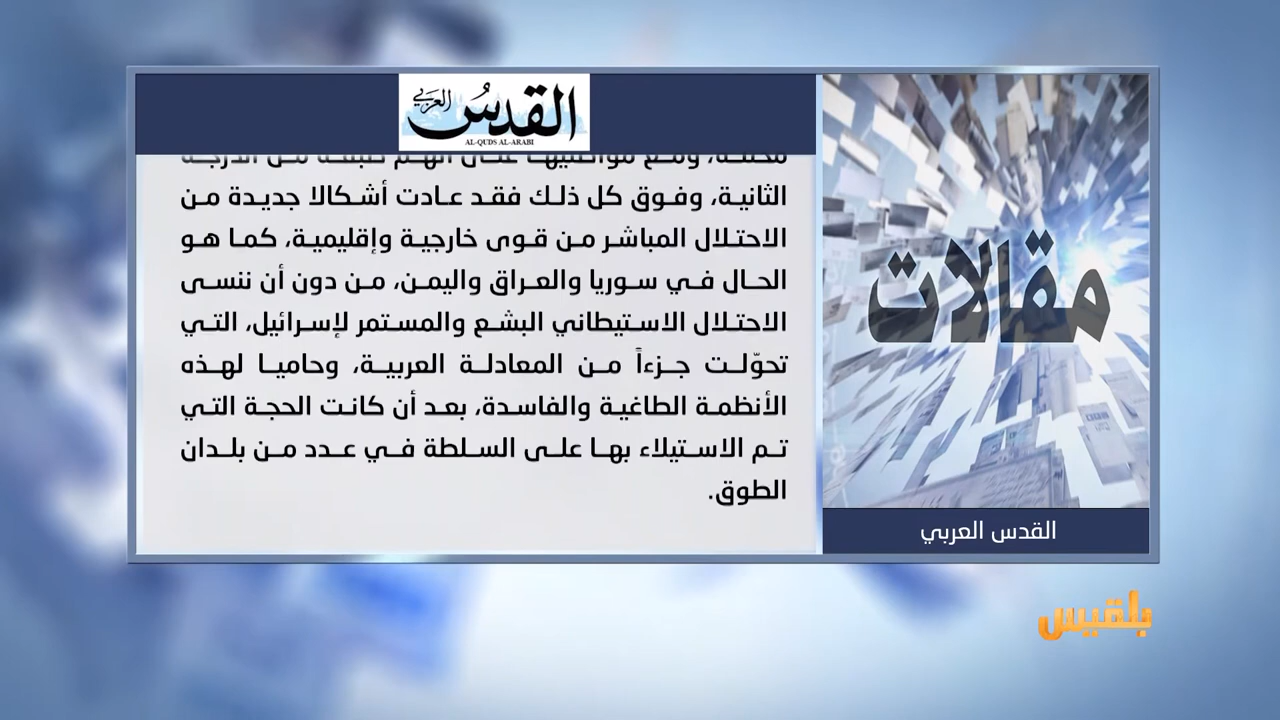 القدس العربي
AL-QUDS AL-ARABI
الثانية، وفوق كل ذلك فقد عادت أشكالا جديدة من
الاحتلال المباشر من قوى خارجية وإقليمية، كما هو
الحال في سوريا والعراق واليمن، من دون أن ننسى
الاحتلال الاستيطاني البشع والمستمر لإسرائيل، التي
تحوّلت جزءاً من المعادلة العربية، وحاميا لهذه
الأنظمة الطاغية والفاسدة، بعد أن كانت الحجة التي
تم الاستيلاء بها على السلطة في عدد من بلدان
الطوق.
مقالات
القدس العربي
بلقيس